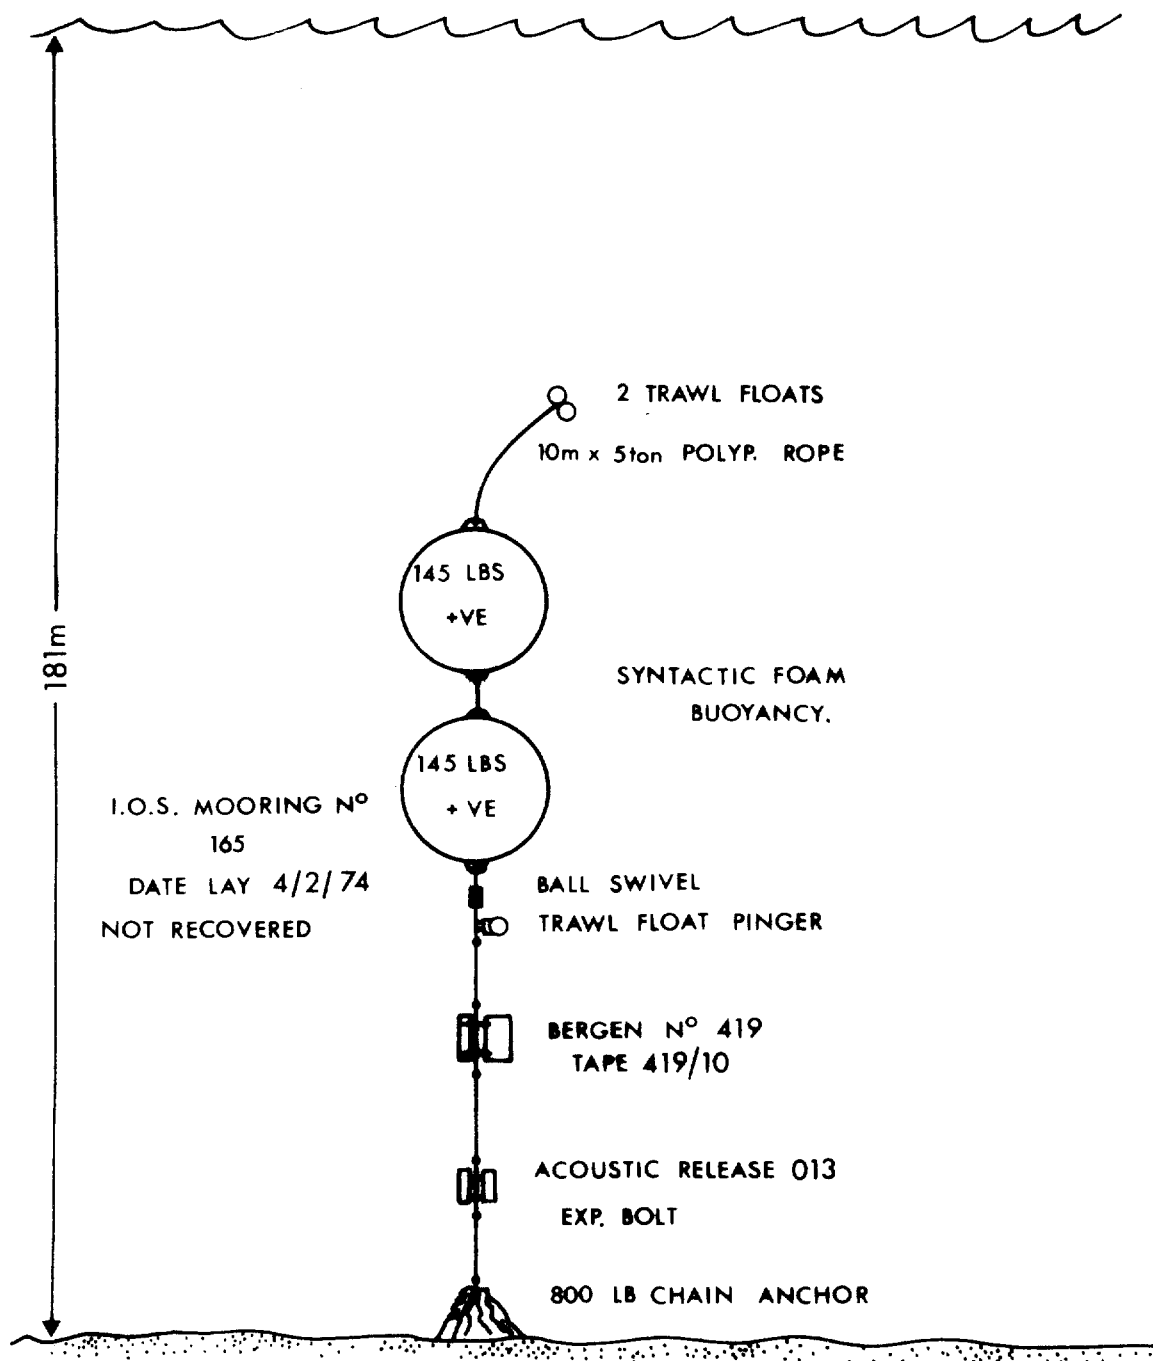 2 TRAWL FLOATS
10m x 5ton POLYP. ROPE
145 LBS
+VE
181m
SYNTACTIC FOAM
BUOYANCY.
145 LBS
+ VE
I.O.S. MOORING Nº
165
DATE LAY 4/2/74
NOT RECOVERED
BALL SWIVEL
TRAWL FLOAT PINGER
BERGEN Nº 419
TAPE 419/10
ACOUSTIC RELEASE 013
EXP. BOLT
800 LB CHAIN ANCHOR